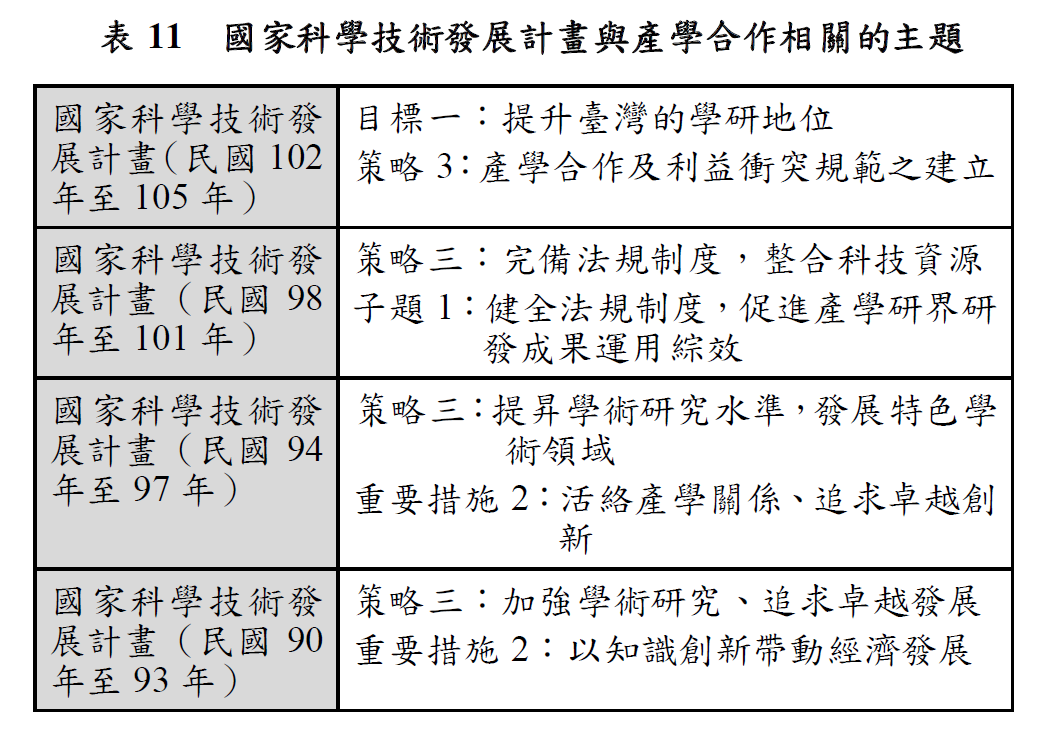 表 11 國家科學技術發展計畫與產學合作相關的主題
國家科學技術發
展計畫（民國 102
年至 105 年）
目標一：提升臺灣的學研地位
策略 3：產學合作及利益衝突規範之建立
國家科學技術發
展計畫（民國 98
年至 101 年）
策略三：完備法規制度，整合科技資源
子題 1：健全法規制度，促進產學研界研
發成果運用綜效
國家科學技術發
展計畫（民國 94
年至 97 年）
策略三：提昇學術研究水準，發展特色學
術領域
重要措施 2：活絡產學關係、追求卓越創
新
國家科學技術發
展計畫（民國 90
年至 93 年）
策略三：加強學術研究、追求卓越發展
重要措施 2：以知識創新帶動經濟發展